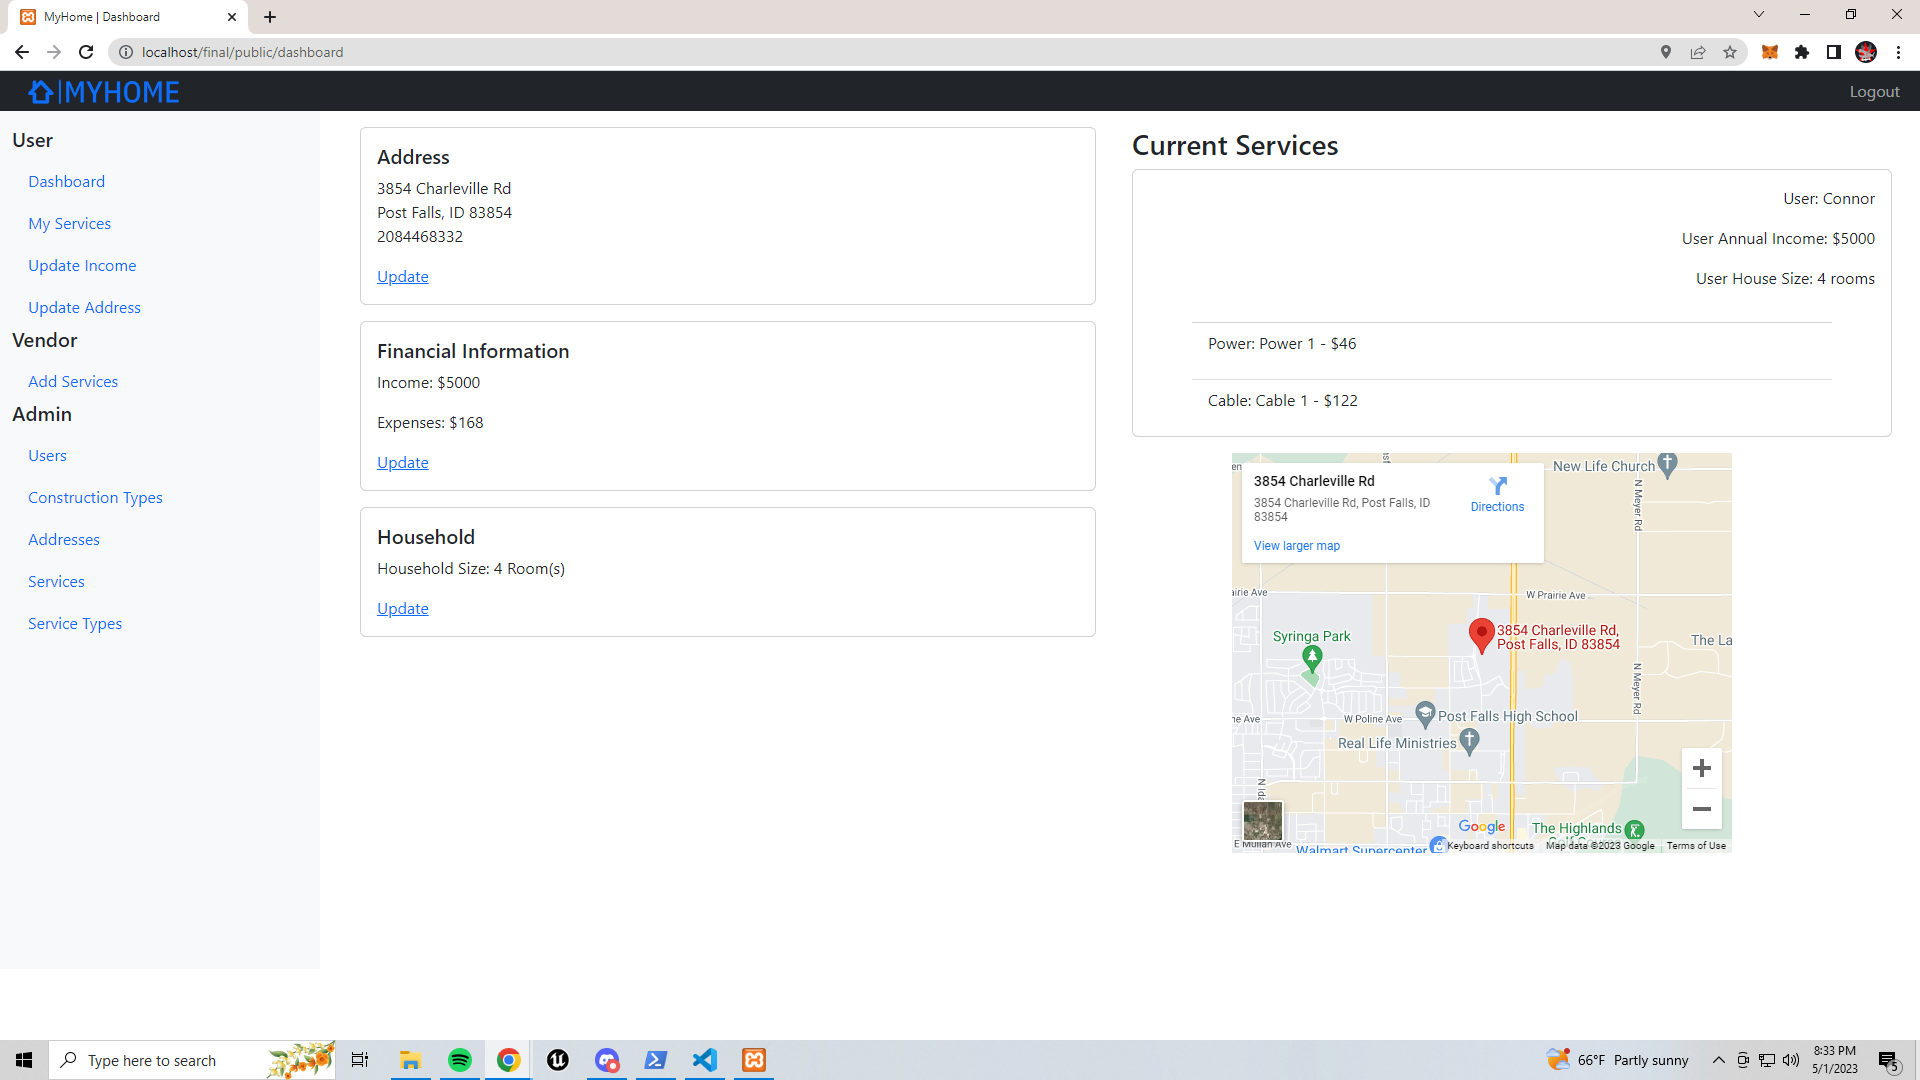 MyHome | Dashboard
localhost/final/public/dashboard
MYHOME
Logout
User
Dashboard
My Services
Update Income
Update Address
Vendor
Add Services
Admin
Users
Construction Types
Addresses
Services
Service Types
Address
3854 Charleville Rd
Post Falls, ID 83854
2084468332
Update
Financial Information
Income: $5000
Expenses: $168
Update
Household
Household Size: 4 Room(s)
Update
Current Services
User: Connor
User Annual Income: $5000
User House Size: 4 rooms
Power: Power 1 - $46
Cable: Cable 1 - $122
3854 Charleville Rd
3854 Charleville Rd, Post Falls, ID
83854
Directions
View larger map
New Life Church
N Meyer Rd
W Prairie Ave
Syringa Park
3854 Charleville Rd,
Post Falls, ID 83854
The La
N Meyer Rd
W Poline Ave
Post Falls High School
Real Life Ministries
Google
The Highlands
E Mullan Ave
Walmart Supercenter
Keyboard shortcuts
Map data ©2023 Google
Terms of Use
Type here to search
66°F Partly sunny
8:33 PM
5/1/2023
5